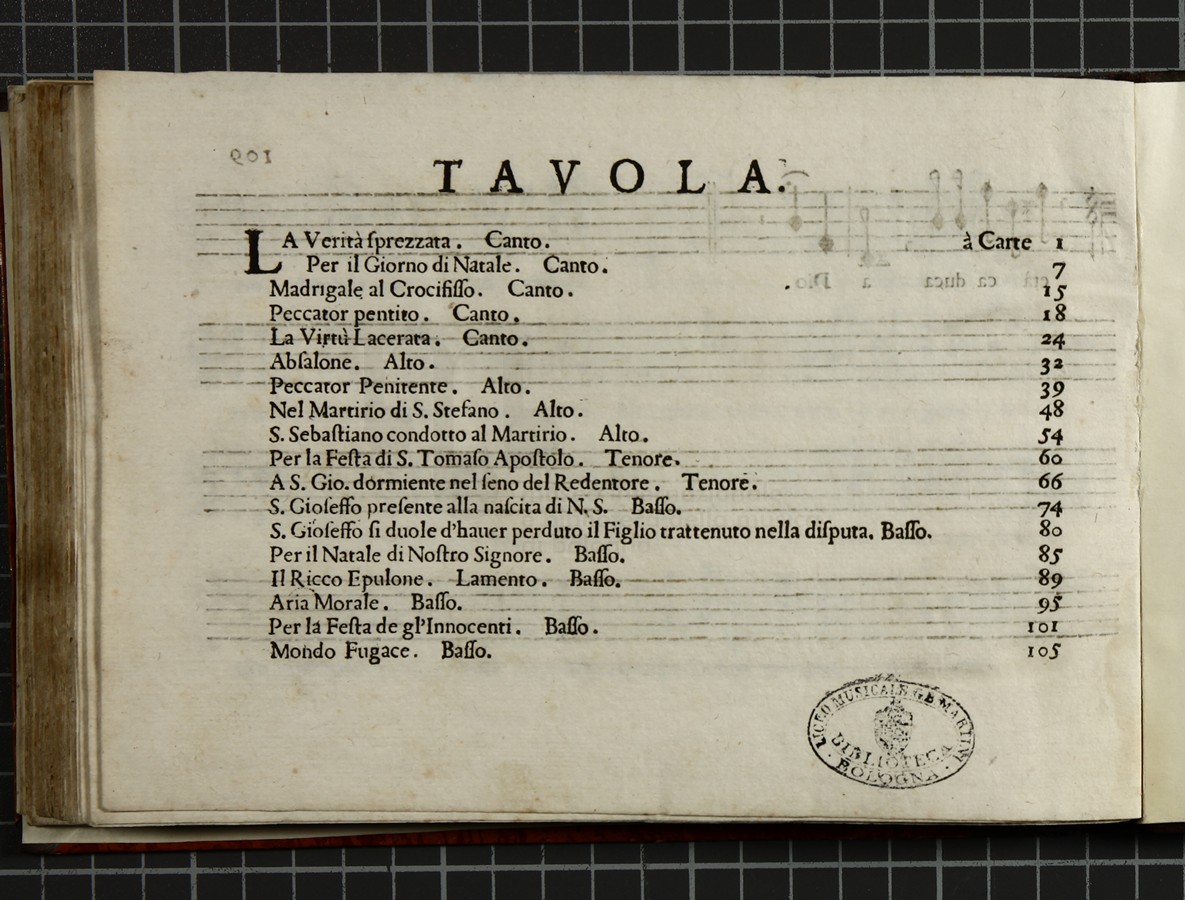 TAVOLA.
LA Verità ſprezzata. Canto. à Carte 1
Per il Giorno di Natale. Canto. 7
Madrigale al Crocifiſſo. Canto. 15
Peccator pentito. Canto. 18
La Virtù Lacerata. Canto. 24
Abſalone. Alto. 32
Peccator Penitente. Alto. 39
Nel Martirio di S. Stefano. Alto. 48
S. Sebaſtiano condotto al Martirio. Alto. 54
Per la Feſta di S. Tomaſo Apoſtolo. Tenore. 60
A S. Gio. dormiente nel ſeno del Redentore. Tenore. 66
S. Gioſeffo preſente alla naſcita di N. S. Baſſo. 74
S. Gioſeffo ſi duole d'hauer perduto il Figlio trattenuto nella diſputa. Baſſo. 80
Per il Natale di Noſtro Signore. Baſſo. 85
Il Ricco Epulone. Lamento. Baſſo. 89
Aria Morale. Baſſo. 95
Per la Feſta de gl'Innocenti. Baſſo. 101
Mondo Fugace. Baſſo. 105
LICEO MUSICALE G.B. MARTINI
BIBLIOTECA
BOLOGNA